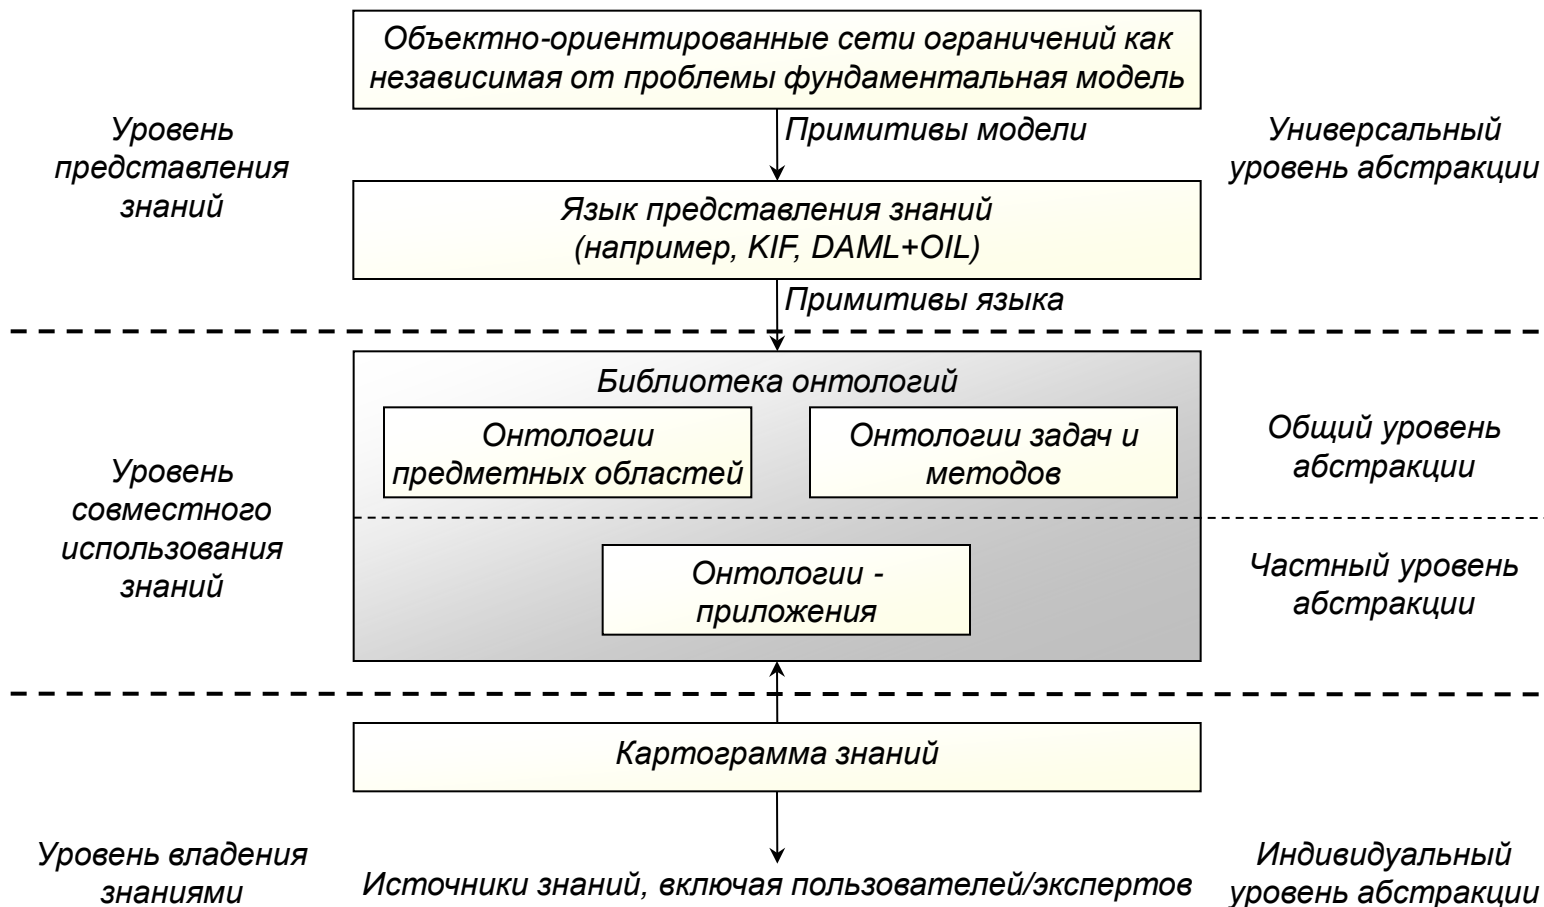 Объектно-ориентированные сети ограничений как
независимая от проблемы фундаментальная модель
Уровень
представления
знаний
Примитивы модели
Универсальный
уровень абстракции
Язык представления знаний
(например, KIF, DAML+OIL)
Примитивы языка
Библиотека онтологий
Онтологии
предметных областей
Онтологии задач и
методов
Общий уровень
абстракции
Уровень
совместного
использования
знаний
Онтологии -
приложения
Частный уровень
абстракции
Картограмма знаний
Уровень владения
знаниями
Источники знаний, включая пользователей/экспертов
Индивидуальный
уровень абстракции